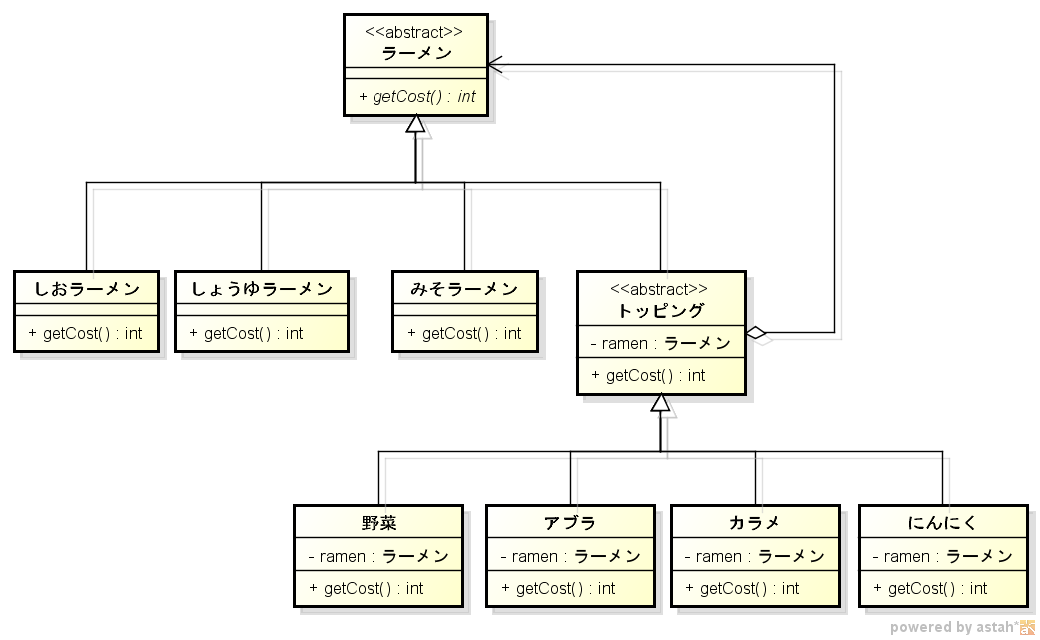 <<abstract>>
ラーメン
+ getCost() : int
しおラーメン
+ getCost() : int
しょうゆラーメン
+ getCost() : int
みそラーメン
+ getCost() : int
<<abstract>>
トッピング
- ramen : ラーメン
+ getCost() : int
野菜
- ramen : ラーメン
+ getCost() : int
アブラ
- ramen : ラーメン
+ getCost() : int
カラメ
- ramen : ラーメン
+ getCost() : int
にんにく
- ramen : ラーメン
+ getCost() : int
powered by astah*